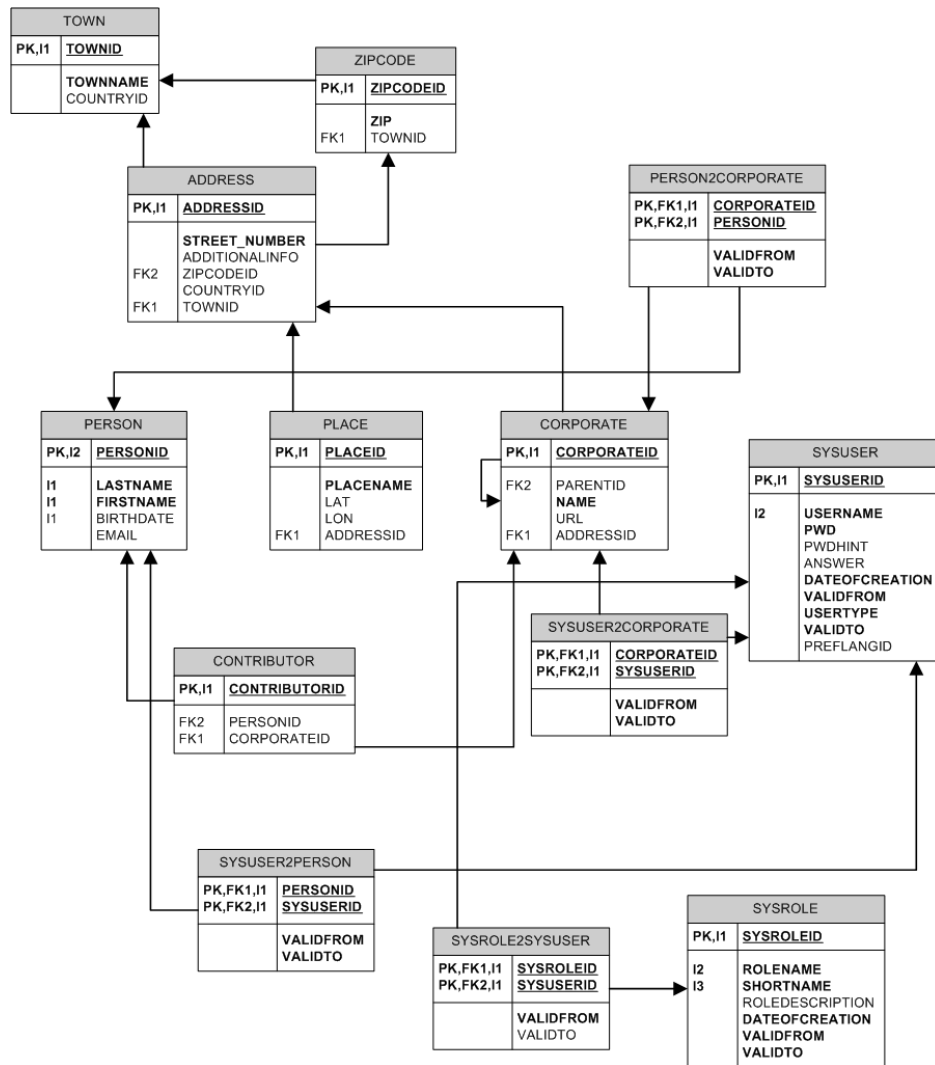 TOWN
PK,I1 TOWNID
TOWNNAME
COUNTRYID
ZIPCODE
PK,I1 ZIPCODEID
ZIP
FK1 TOWNID
ADDRESS
PK,I1 ADDRESSID
STREET_NUMBER
ADDITIONALINFO
FK2 ZIPCODEID
COUNTRYID
FK1 TOWNID
PERSON2CORPORATE
PK,FK1,I1 CORPORATEID
PK,FK2,I1 PERSONID
VALIDFROM
VALIDTO
PERSON
PK,I2 PERSONID
I1 LASTNAME
I1 FIRSTNAME
I1 BIRTHDATE
EMAIL
PLACE
PK,I1 PLACEID
PLACENAME
LAT
LON
FK1 ADDRESSID
CORPORATE
PK,I1 CORPORATEID
FK2 PARENTID
NAME
URL
FK1 ADDRESSID
SYSUSER
PK,I1 SYSUSERID
I2 USERNAME
PWD
PWDHINT
ANSWER
DATEOFCREATION
VALIDFROM
USERTYPE
VALIDTO
PREFLANGID
SYSUSER2CORPORATE
PK,FK1,I1 CORPORATEID
PK,FK2,I1 SYSUSERID
VALIDFROM
VALIDTO
CONTRIBUTOR
PK,I1 CONTRIBUTORID
FK2 PERSONID
FK1 CORPORATEID
SYSUSER2PERSON
PK,FK1,I1 PERSONID
PK,FK2,I1 SYSUSERID
VALIDFROM
VALIDTO
SYSROLE2SYSUSER
PK,FK1,I1 SYSROLEID
PK,FK2,I1 SYSUSERID
VALIDFROM
VALIDTO
SYSROLE
PK,I1 SYSROLEID
I2 ROLENAME
I3 SHORTNAME
ROLEDESCRIPTION
DATEOFCREATION
VALIDFROM
VALIDTO